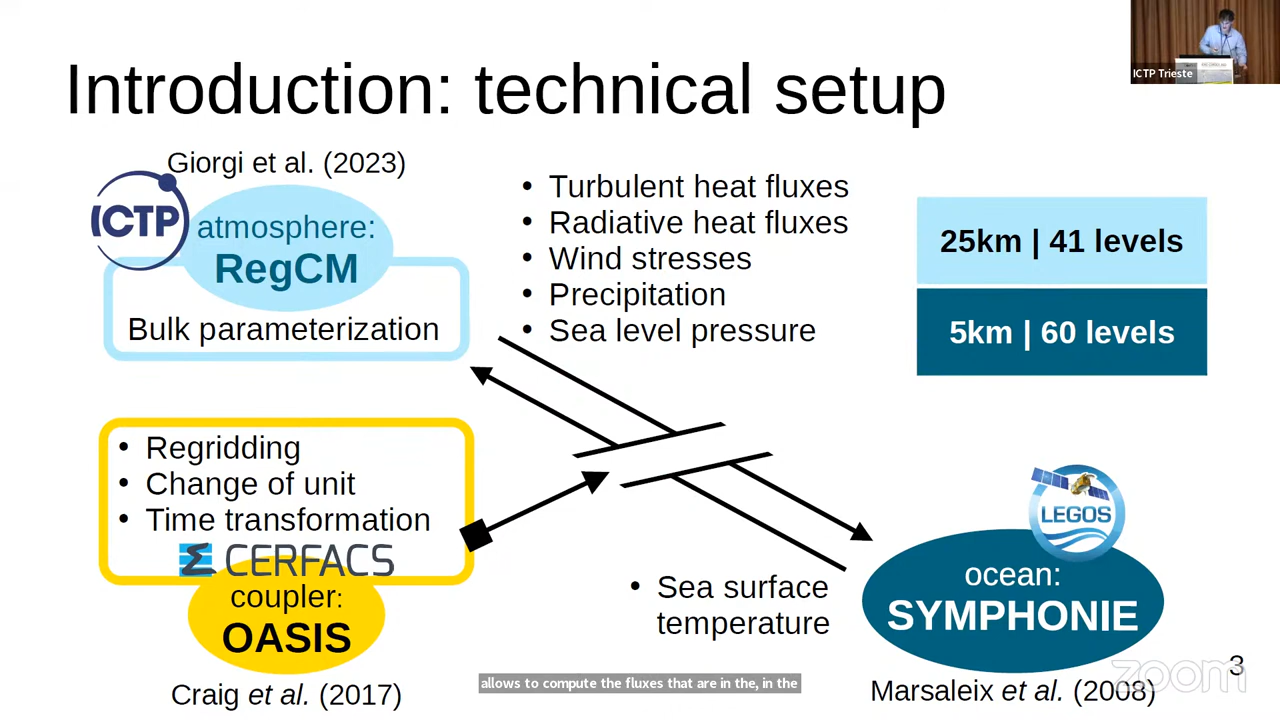 ICTP Trieste
Introduction: technical setup
Giorgi et al. (2023)
ICTP
atmosphere:
RegCM
Bulk parameterization
• Turbulent heat fluxes
• Radiative heat fluxes
• Wind stresses
• Precipitation
• Sea level pressure
25km | 41 levels
5km | 60 levels
• Regridding
• Change of unit
• Time transformation
CERFACS
coupler:
OASIS
Craig et al. (2017)
• Sea surface
temperature
LEGOS
ocean:
SYMPHONIE
Marsaleix et al. (2008)
3
zoom
allows to compute the fluxes that are in the, in the